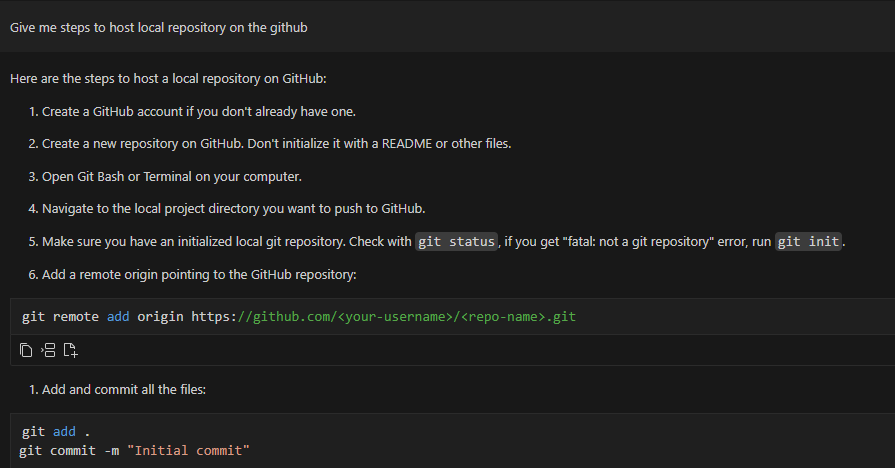 Give me steps to host local repository on the github
Here are the steps to host a local repository on GitHub:
1. Create a GitHub account if you don't already have one.
2. Create a new repository on GitHub. Don't initialize it with a README or other files.
3. Open Git Bash or Terminal on your computer.
4. Navigate to the local project directory you want to push to GitHub.
5. Make sure you have an initialized local git repository. Check with git status, if you get "fatal: not a git repository" error, run git init.
6. Add a remote origin pointing to the GitHub repository:
git remote add origin https://github.com/<your-username>/<repo-name>.git
1. Add and commit all the files:
git add .
git commit -m "Initial commit"